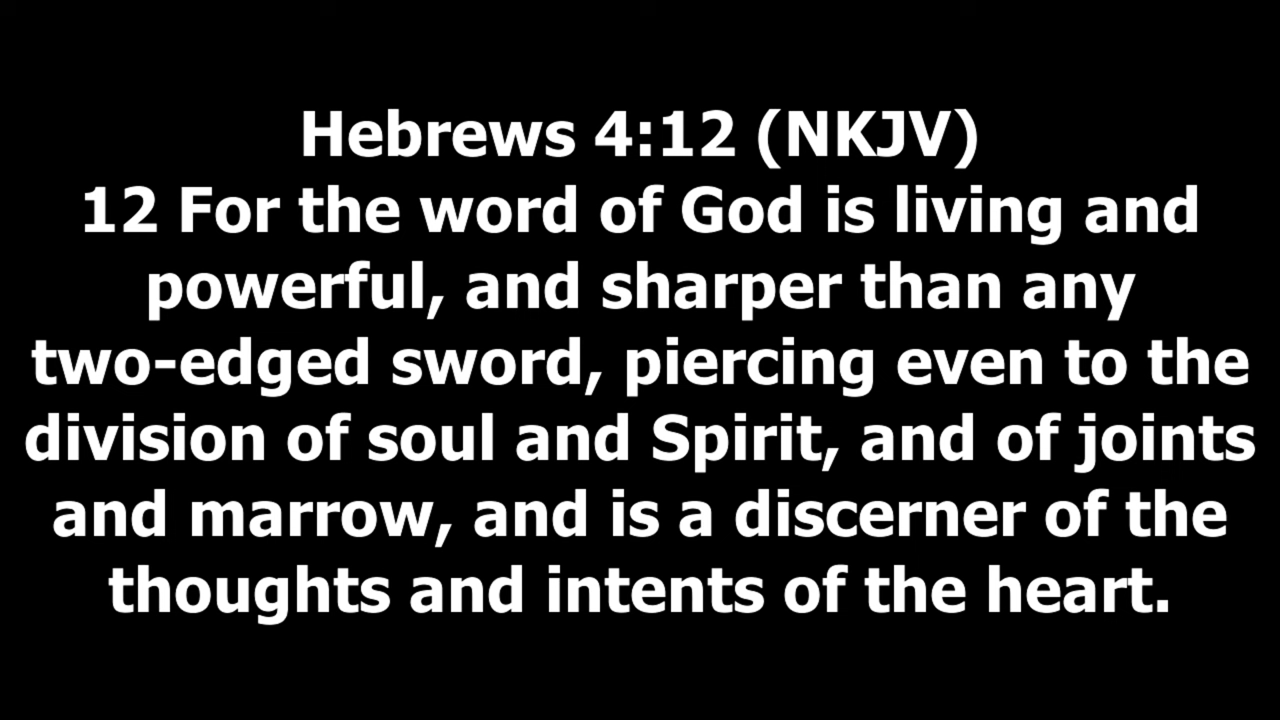 Hebrews 4:12 (NKJV)
12 For the word of God is living and
powerful, and sharper than any
two-edged sword, piercing even to the
division of soul and Spirit, and of joints
and marrow, and is a discerner of the
thoughts and intents of the heart.